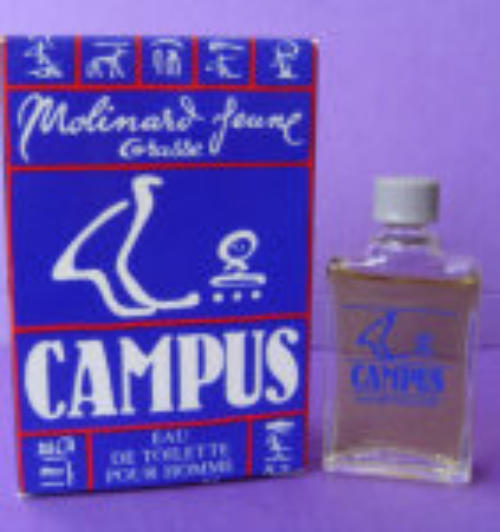 Molinard Jeune
Grasse
CAMPUS
EAU
DE TOILETTE
POUR HOMME
CAMPUS